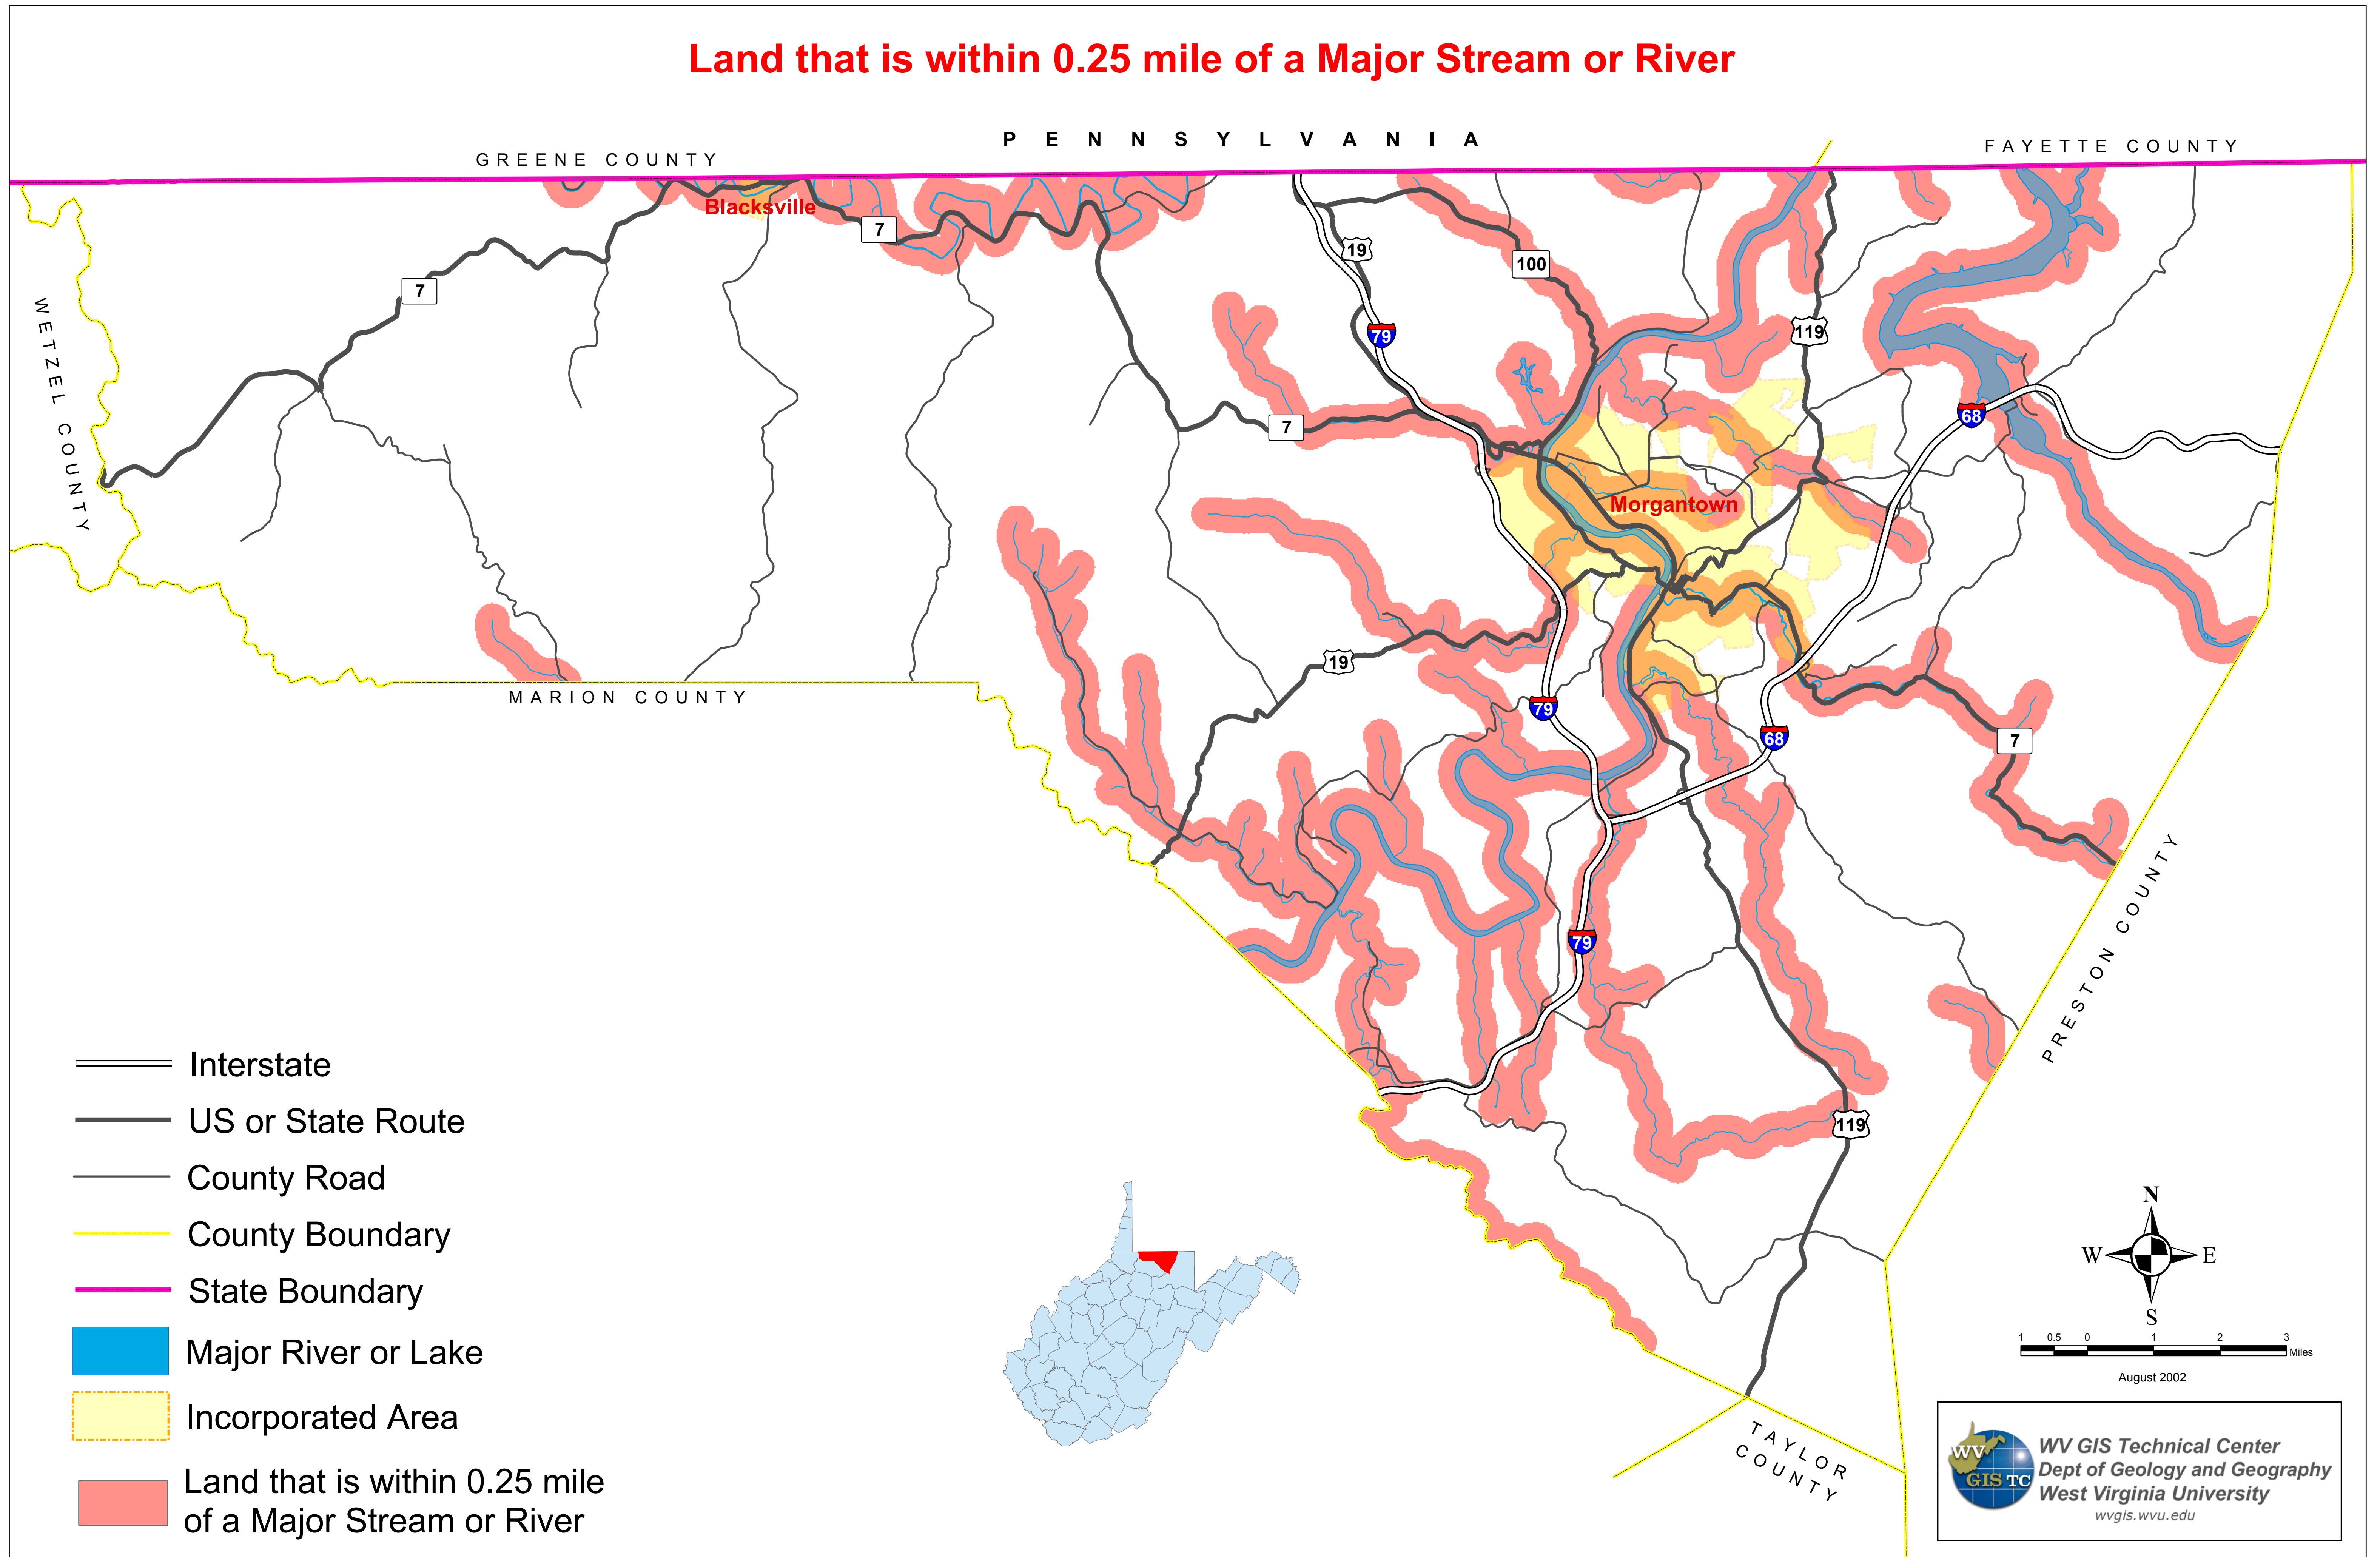 Land that is within 0.25 mile of a Major Stream or River
PENNSYLVANIA
GREENE COUNTY
FAYETTE COUNTY
Blacksville
7
19
100
7
WETZEL COUNTY
79
119
68
7
Morgantown
19
MARION COUNTY
79
68
7
PRESTON COUNTY
79
119
Interstate
US or State Route
County Road
County Boundary
State Boundary
Major River or Lake
Incorporated Area
Land that is within 0.25 mile
of a Major Stream or River
N
W E
S
1 0.5 0 1 2 3
Miles
August 2002
TAYLOR
COUNTY
WV
GIS TC
WV GIS Technical Center
Dept of Geology and Geography
West Virginia University
wvgis.wvu.edu